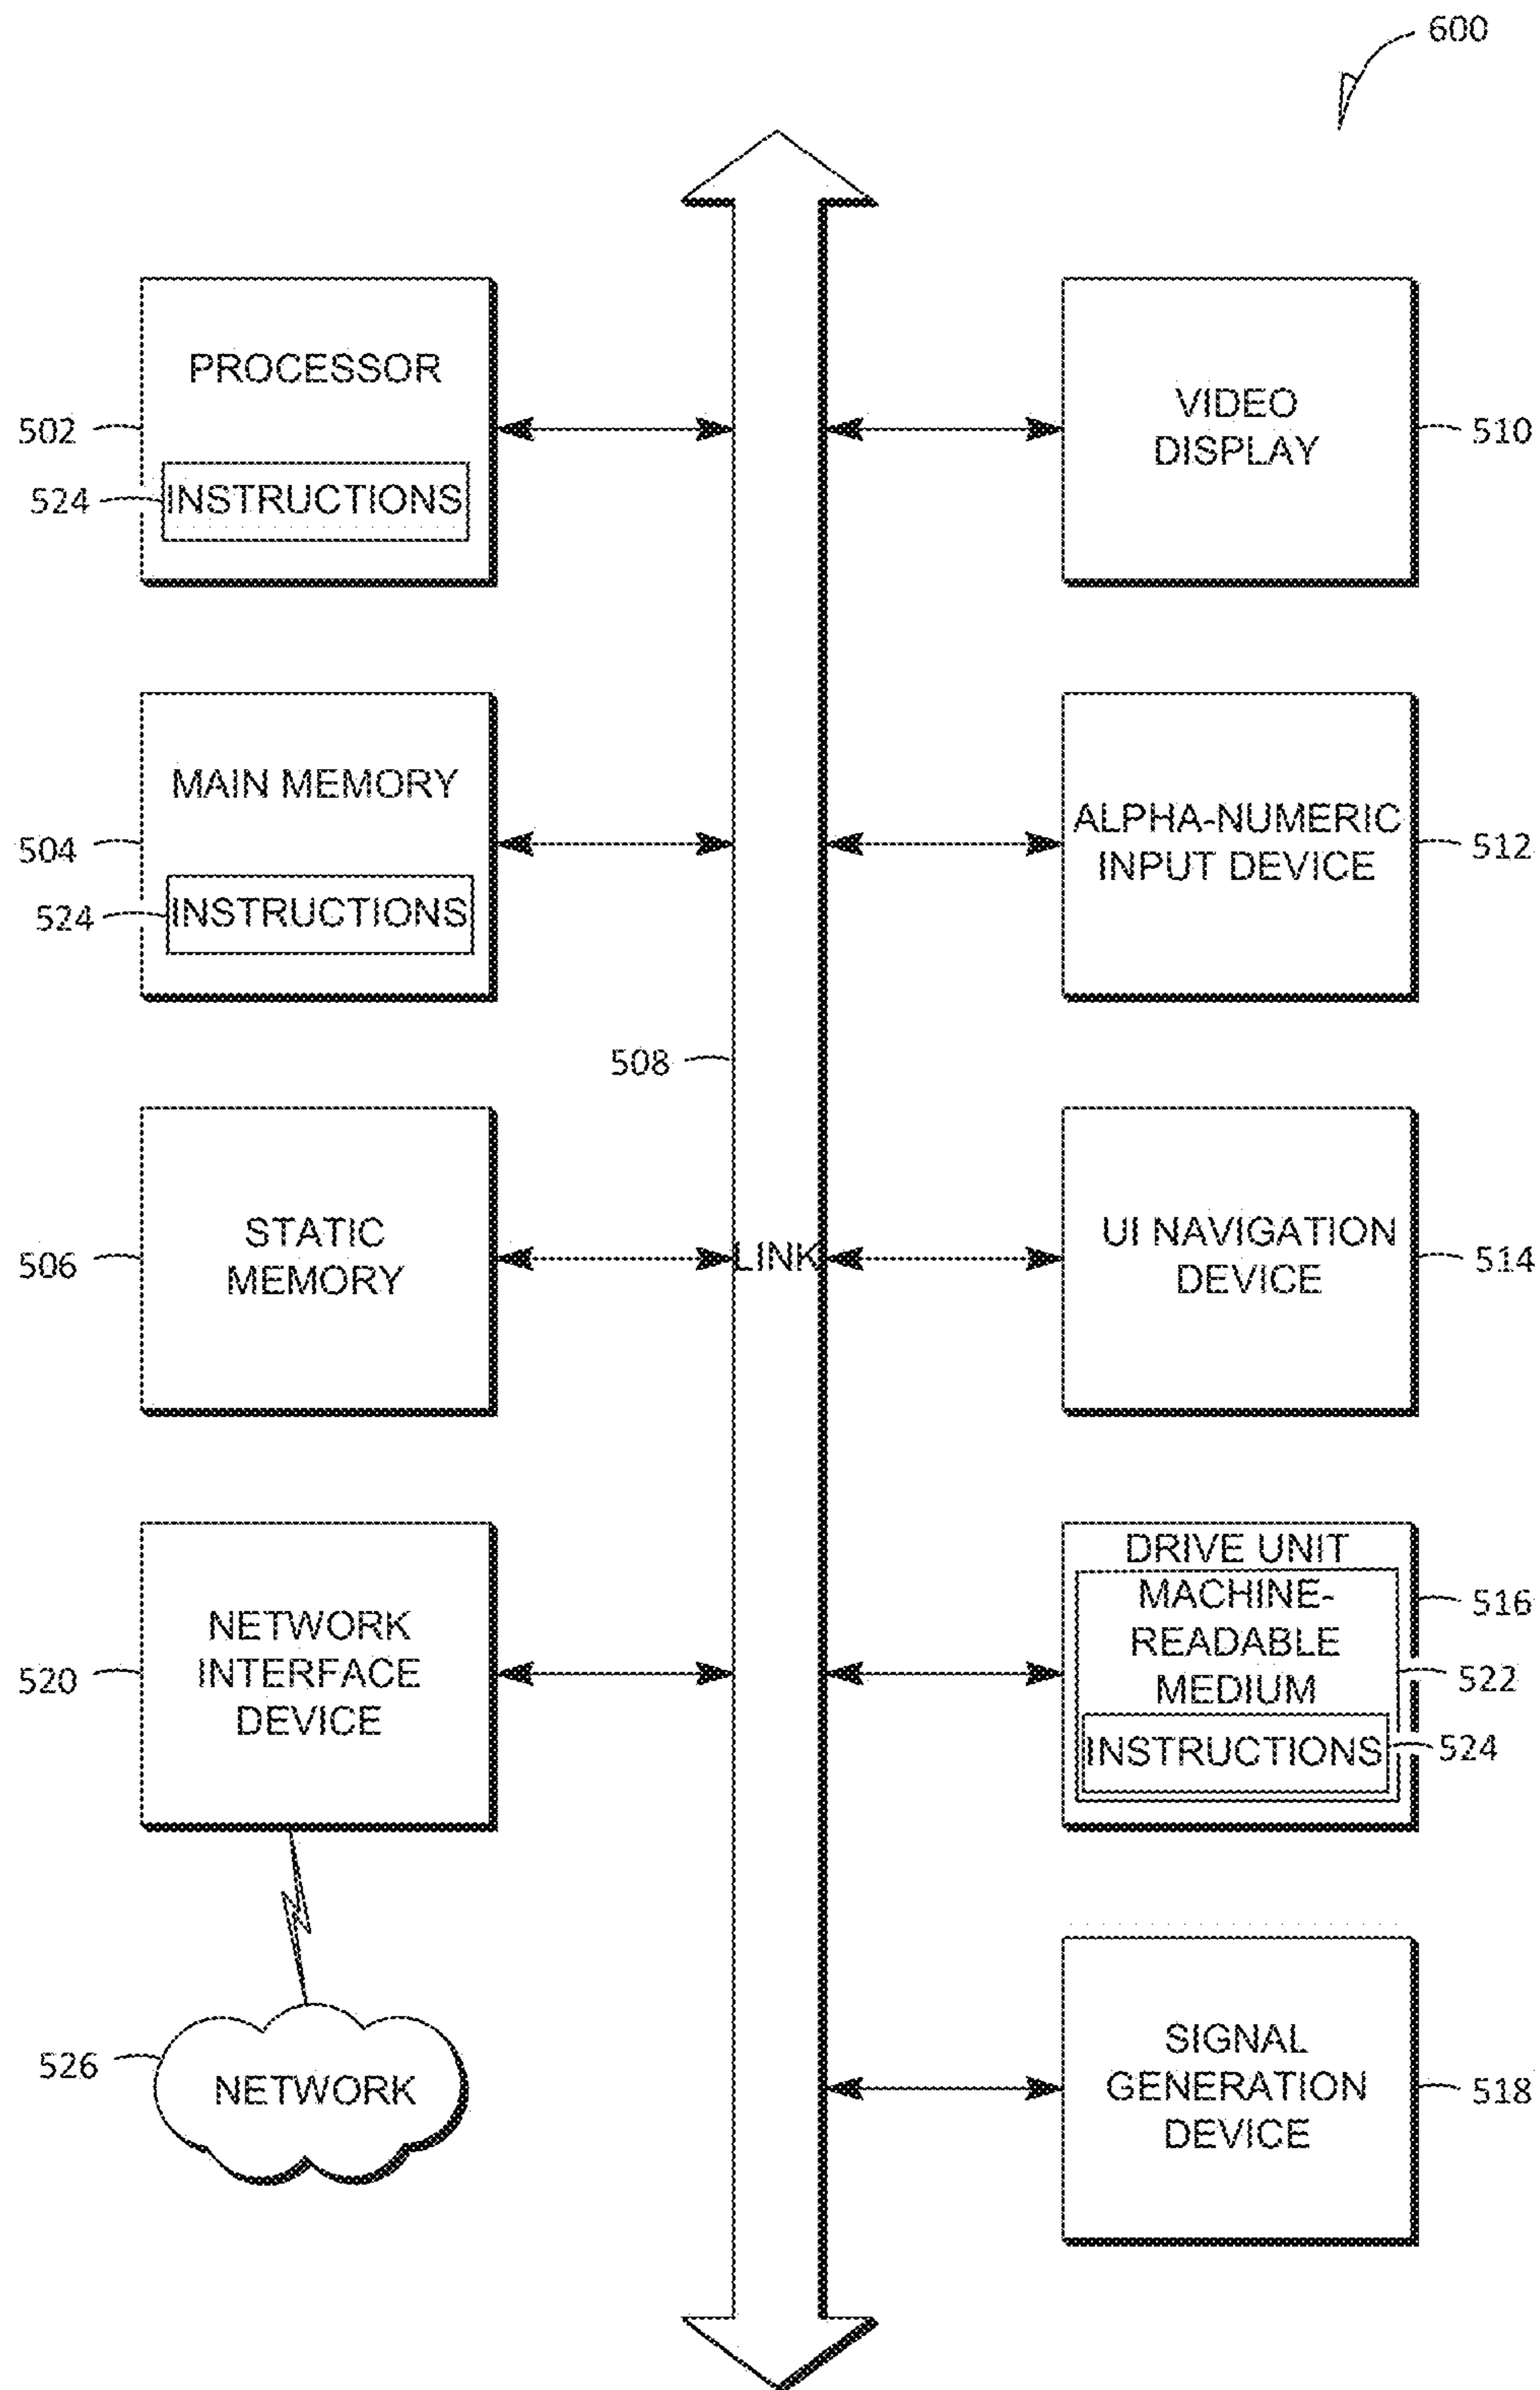 600
PROCESSOR
502
524
INSTRUCTIONS
VIDEO
DISPLAY
510
MAIN MEMORY
504
524
INSTRUCTIONS
ALPHA-NUMERIC
INPUT DEVICE
512
508
STATIC
MEMORY
506
LINK
UI NAVIGATION
DEVICE
514
NETWORK
INTERFACE
DEVICE
520
DRIVE UNIT
MACHINE-
READABLE
MEDIUM
INSTRUCTIONS
516
522
524
526
NETWORK
SIGNAL
GENERATION
DEVICE
518